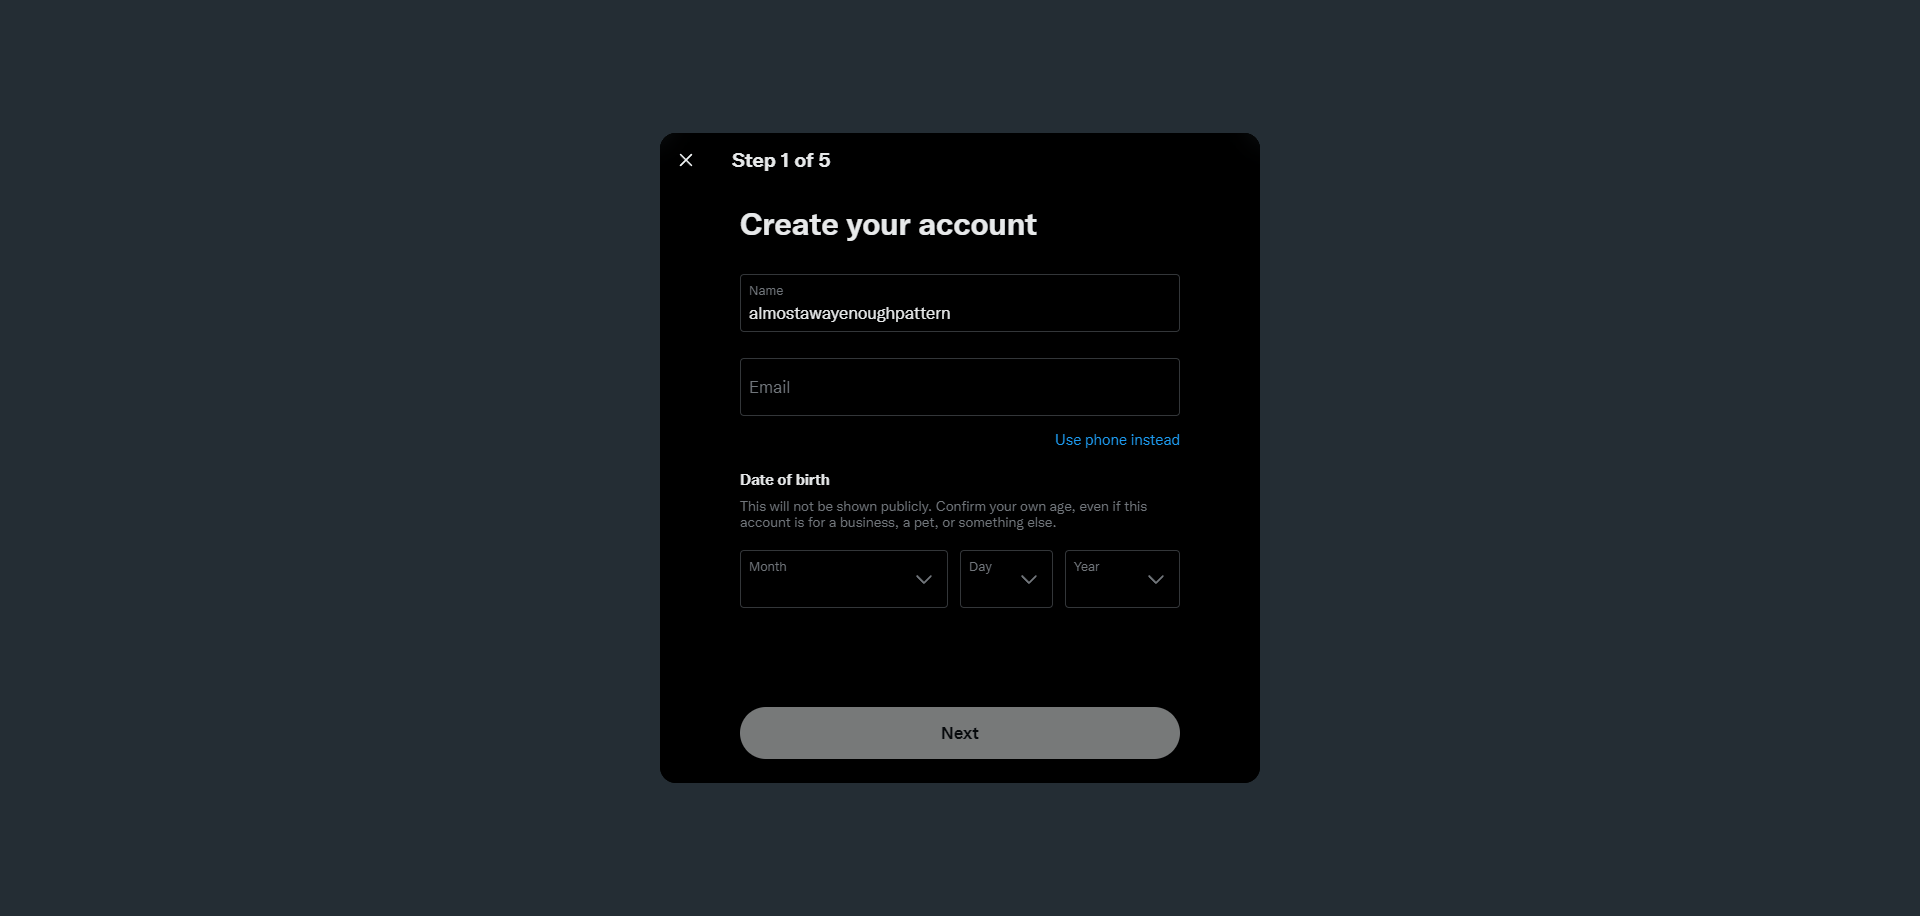 Step 1 of 5
Create your account
Name
almostawayenoughpattern
Email
Use phone instead
Date of birth
This will not be shown publicly. Confirm your own age, even if this
account is for a business, a pet, or something else.
Month
Day
Year
Next